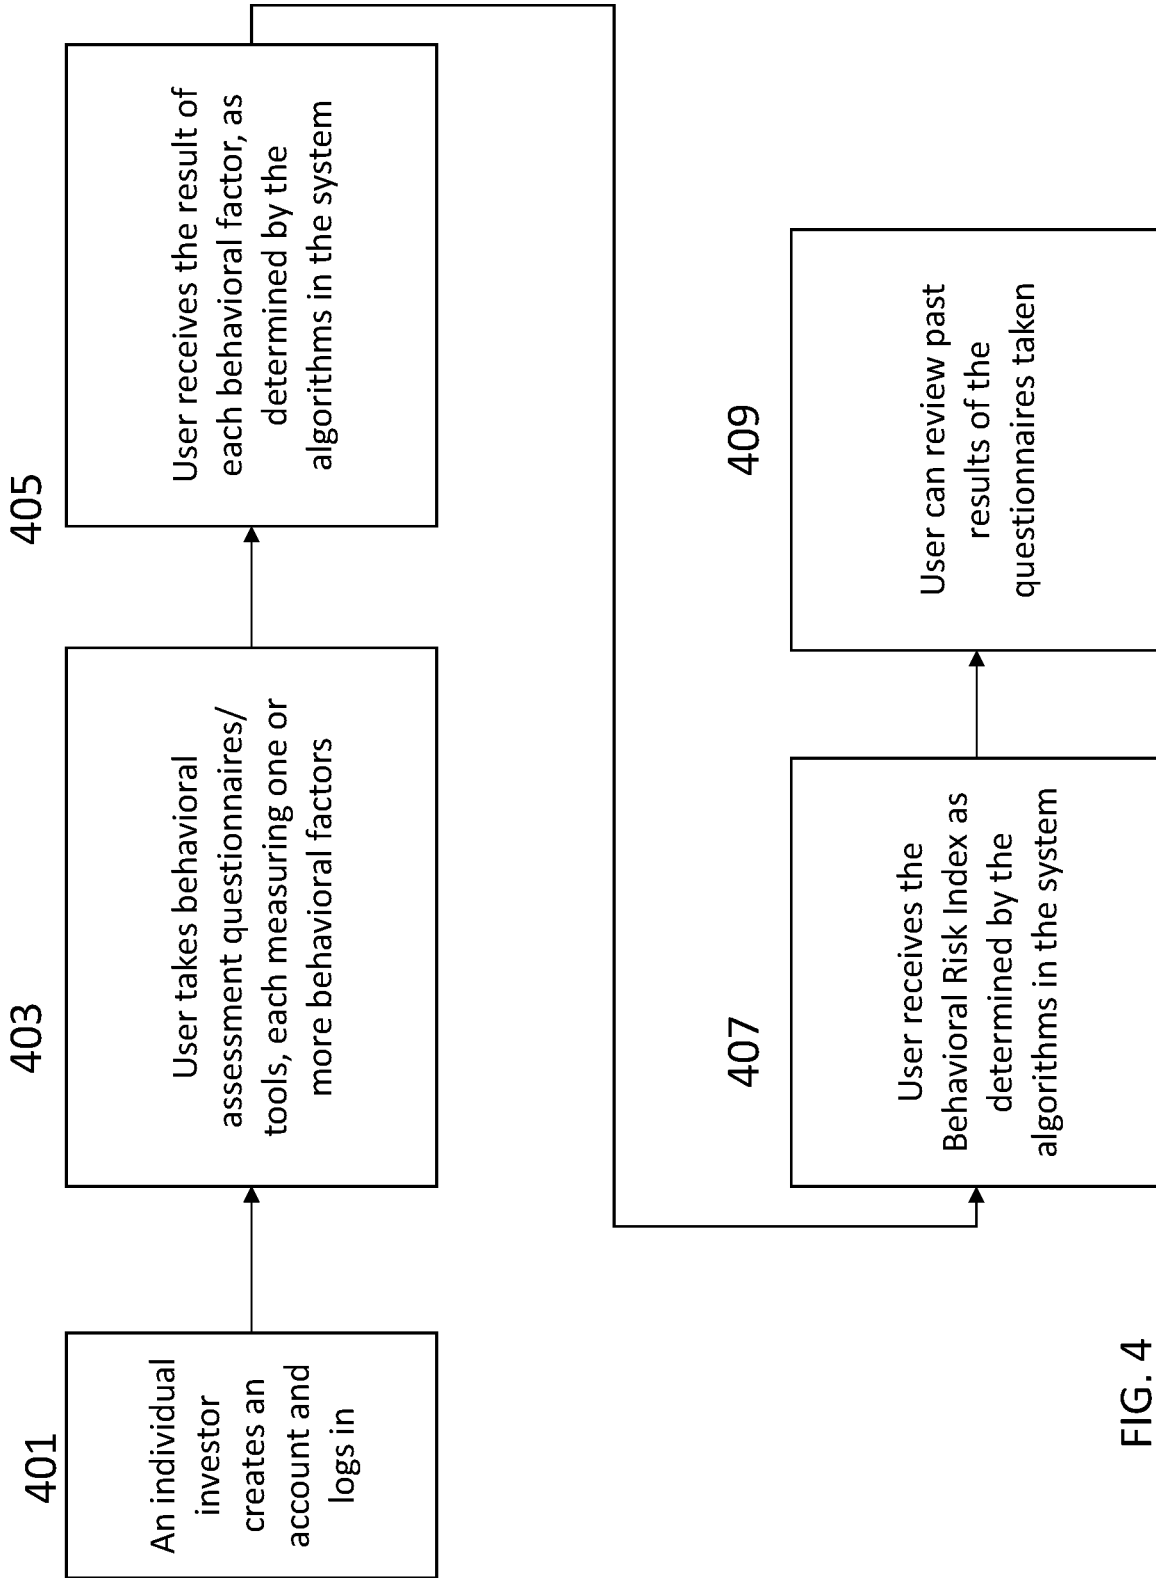 401
An individual
investor
creates an
account and
logs in
403
User takes behavioral
assessment questionnaires/
tools, each measuring one or
more behavioral factors
405
User receives the result of
each behavioral factor, as
determined by the
algorithms in the system
407
User receives the
Behavioral Risk Index as
determined by the
algorithms in the system
409
User can review past
results of the
questionnaires taken
FIG. 4